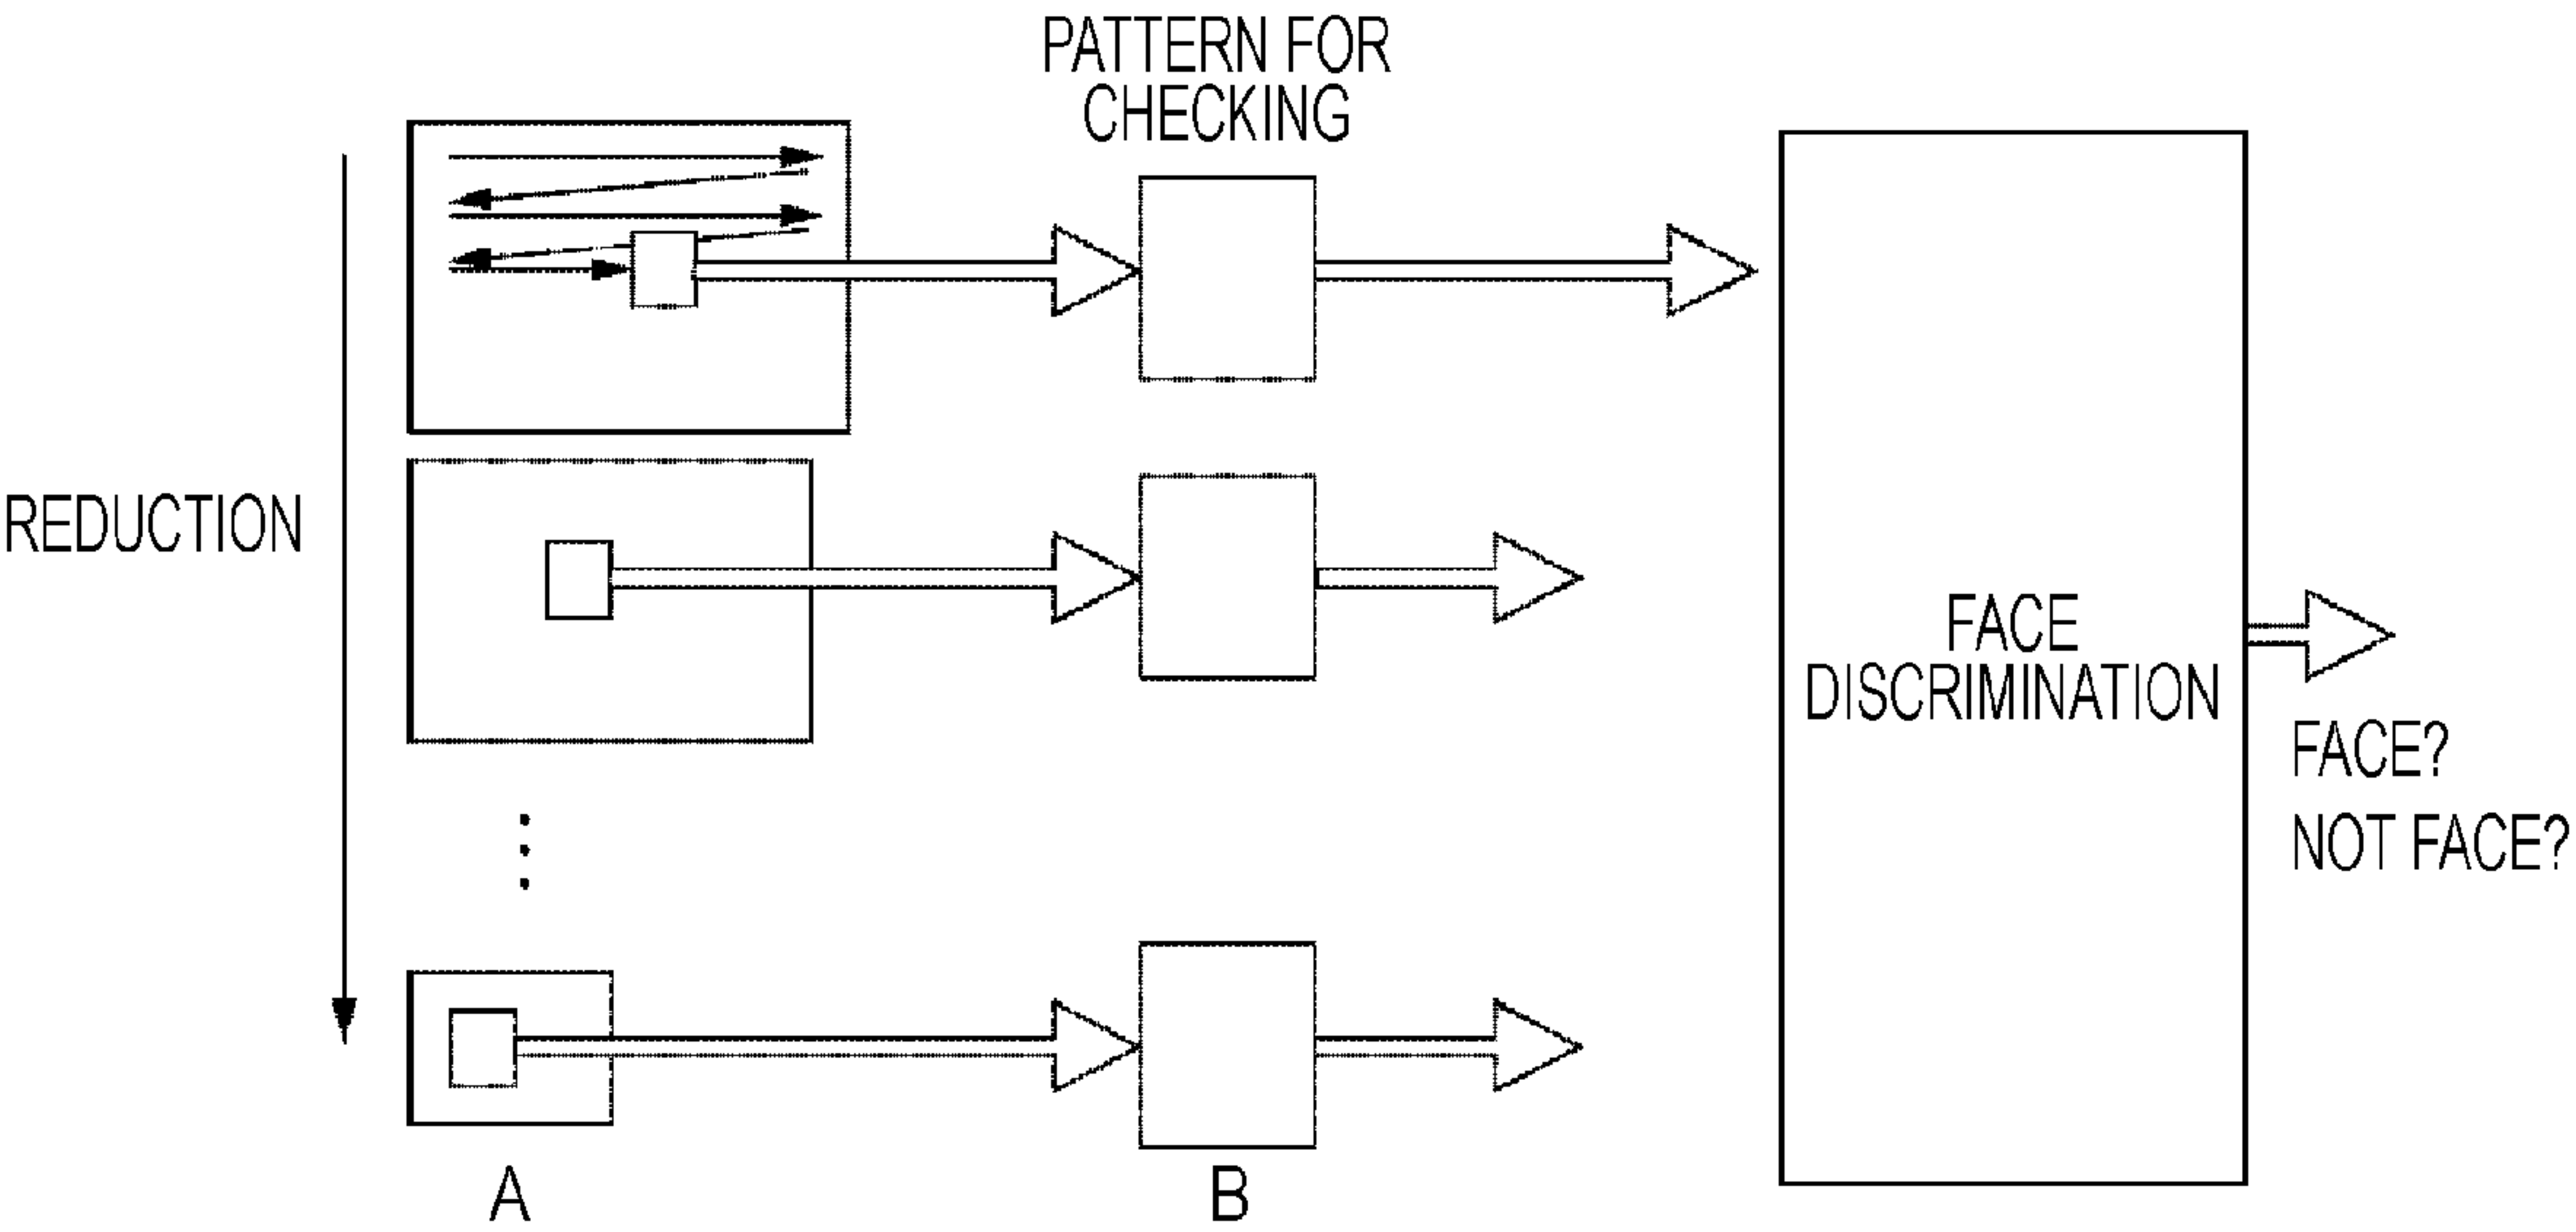 PATTERN FOR
CHECKING
REDUCTION
FACE
DISCRIMINATION
FACE?
NOT FACE?
A
B